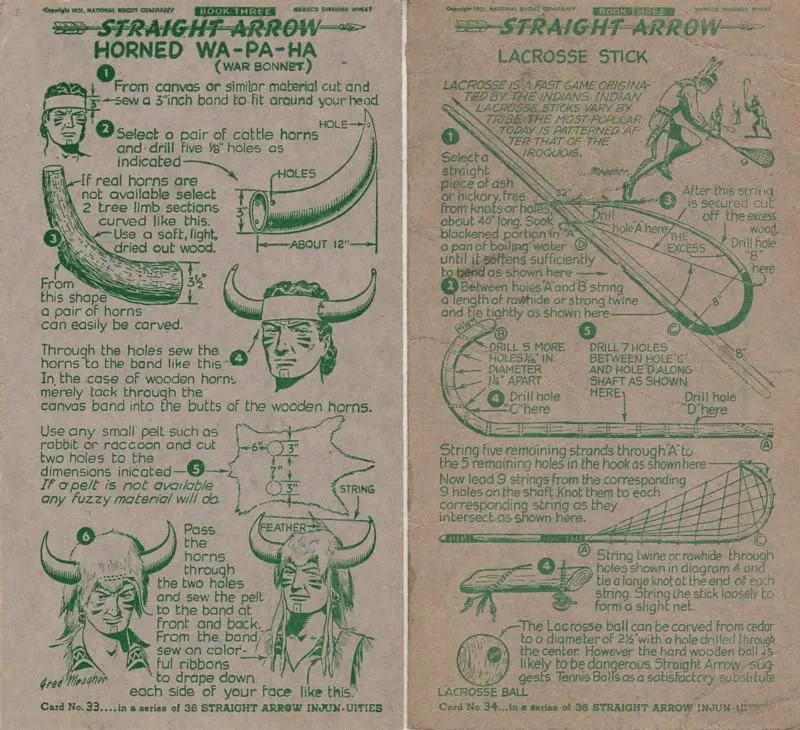 Copyright 1951, NATIONAL BISCUIT COMPANY BOOK THREE NABISCO SHREDDED WHEAT
STRAIGHT ARROW
HORNED WA-PA-HA
(WAR BONNET.)
1
From canvas or similar material cut and
sew a 3"inch band to fit around your head
3"
2
Select a pair of cattle horns
and drill five 1/8" holes as
indicated
HOLE
HOLES
3"
ABOUT 12"
If real horns are
not available select
2 tree limb sections
curved like this.
Use a soft, light,
dried out wood.
3
3½"
From
this shape
a pair of horns
can easily be carved.
Through the holes sew the
horns to the band like this
4
In the case of wooden horns
merely tack through the
canvas band into the butts of the wooden horns.
Use any small pelt such as
rabbit or raccoon and cut
two holes to the
dimensions inicated
5
If a pelt is not available
any fuzzy material will do
6"
3"
7"
3"
STRING
FEATHER
6
Pass
the
horns
through
the two holes
and sew the pelt
to the band at
front and back.
From the band
sew on color-
ful ribbons
to drape down
each side of your face like this.
Fred Meagher
Card No. 33....in a series of 36 STRAIGHT ARROW INJUN-UITIES
Copyright 1951, NATIONAL BISCUIT COMPANY BOOK THREE NABISCO SHREDDED WHEAT
STRAIGHT ARROW
LACROSSE STICK
LACROSSE IS A FAST GAME ORIGINA-
TED BY THE INDIANS. INDIAN
LACROSSE STICKS VARY BY
TRIBE. THE MOST POPULAR
TODAY IS PATTERNED AF-
TER THAT OF THE
IROQUOIS.
Meagher
1
Select a
straight
piece of ash
or hickory, free
from knots or holes,
about 40" long. Soak
blackened portion in
a pan of boiling water
until it softens sufficiently
to bend as shown here
32"
Drill
hole A here
A
D
3
After this string
is secured cut
off the excess
wood.
THE
EXCESS
4"
Drill hole
"B"
here
8"
C
8"
2
Between holes "A" and "B" string
a length of rawhide or strong twine
and tie tightly as shown here
B
DRILL 5 MORE
HOLES IN
DIAMETER
1¼" APART
5
DRILL 7 HOLES
BETWEEN HOLE "C"
AND HOLE D ALONG
SHAFT AS SHOWN
HERE
4
Drill hole
"C" here
Drill hole
"D" here
A
String five remaining strands through "A" to
the 5 remaining holes in the hook as shown here
Now lead 9 strings from the corresponding
9 holes on the shaft. Knot them to each
corresponding string as they
intersect as shown here.
A
C
4
String twine or rawhide through
holes shown in diagram 4 and
tie a large knot at the end of each
string. String the stick loosely to
form a slight net.
The Lacrosse ball can be carved from cedar
to a diameter of 2½" with a hole drilled through
the center. However the hard wooden ball is
likely to be dangerous. Straight Arrow sug-
gests Tennis Balls as a satisfactory substitute
LACROSSE BALL
Card No. 34...in a series of 36 STRAIGHT ARROW INJUN-UITIES